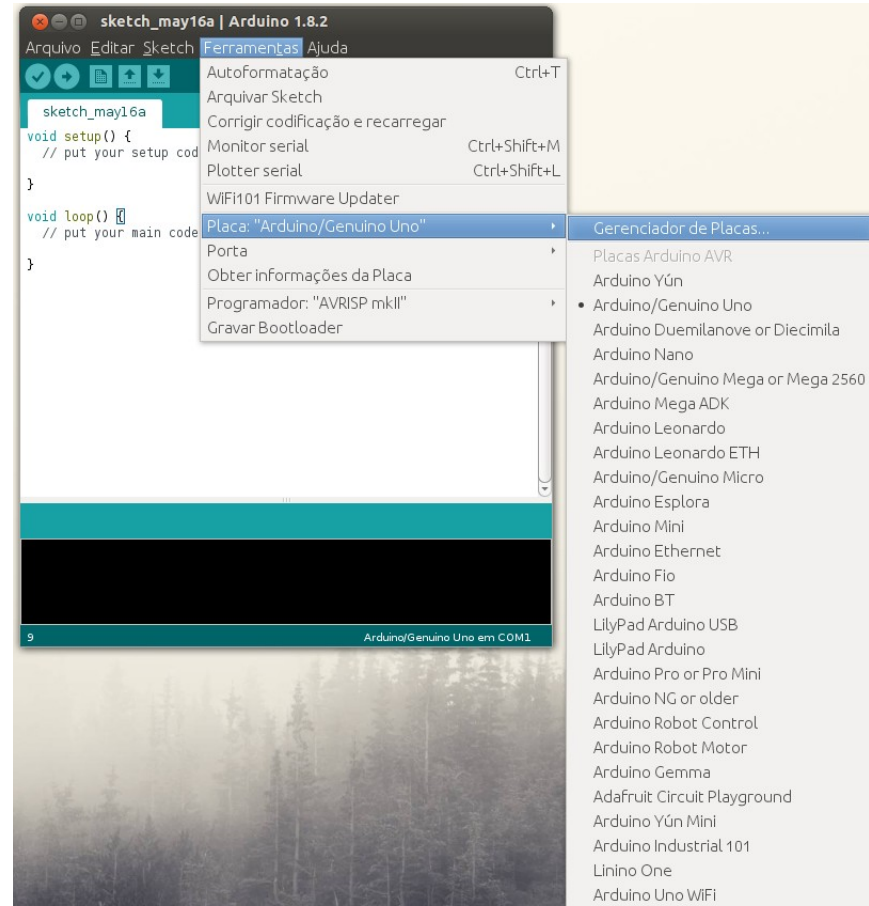 sketch_may16a | Arduino 1.8.2
Arquivo Editar Sketch Ferramentas Ajuda
sketch_may16a
void setup() {
// put your setup cod
}
void loop() {
// put your main code
}
Autoformatação Ctrl+T
Arquivar Sketch
Corrigir codificação e recarregar
Monitor serial Ctrl+Shift+M
Plotter serial Ctrl+Shift+L
WiFi101 Firmware Updater
Placa: "Arduino/Genuino Uno"
Porta
Obter informações da Placa
Programador: "AVRISP mkII"
Gravar Bootloader
Gerenciador de Placas...
Placas Arduino AVR
Arduino Yún
• Arduino/Genuino Uno
Arduino Duemilanove or Diecimila
Arduino Nano
Arduino/Genuino Mega or Mega 2560
Arduino Mega ADK
Arduino Leonardo
Arduino Leonardo ETH
Arduino/Genuino Micro
Arduino Esplora
Arduino Mini
Arduino Ethernet
Arduino Fio
Arduino BT
LilyPad Arduino USB
LilyPad Arduino
Arduino Pro or Pro Mini
Arduino NG or older
Arduino Robot Control
Arduino Robot Motor
Arduino Gemma
Adafruit Circuit Playground
Arduino Yún Mini
Arduino Industrial 101
Linino One
Arduino Uno WiFi
9 Arduino/Genuino Uno em COM1